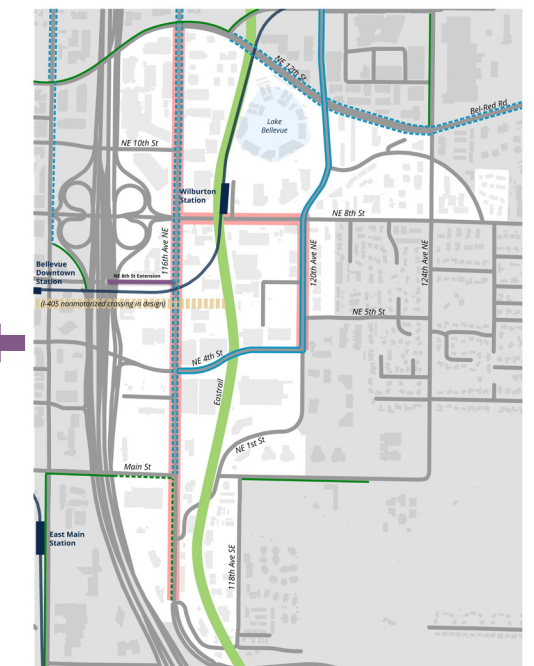 NE 12th St
Bel-Red Rd
Lake
Bellevue
NE 10th St
Wilburton
Station
NE 8th St
116th Ave NE
120th Ave NE
124th Ave NE
Bellevue
Downtown
Station
NE 6th St Extension
(I-405 nonmotorized crossing in design)
NE 5th St
NE 4th St
Eastrail
NE 1st St
Main St
East Main
Station
118th Ave SE